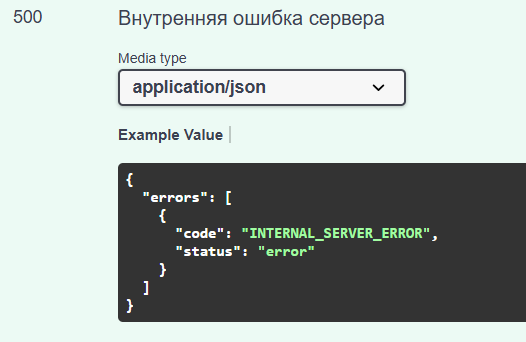 500 Внутренняя ошибка сервера
Media type
application/json
Example Value
{
  "errors": [
    {
      "code": "INTERNAL_SERVER_ERROR",
      "status": "error"
    }
  ]
}